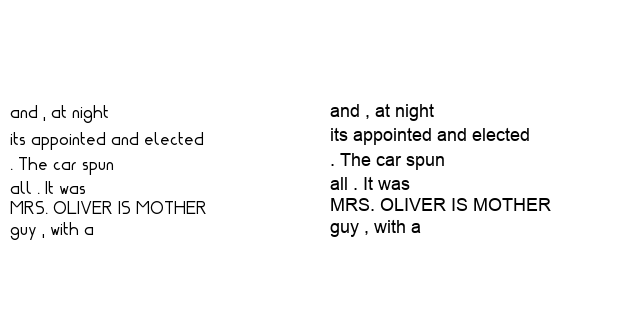 and , at night
its appointed and elected
. The car spun
all . It was
MRS. OLIVER IS MOTHER
guy , with a
and , at night
its appointed and elected
. The car spun
all . It was
MRS. OLIVER IS MOTHER
guy , with a